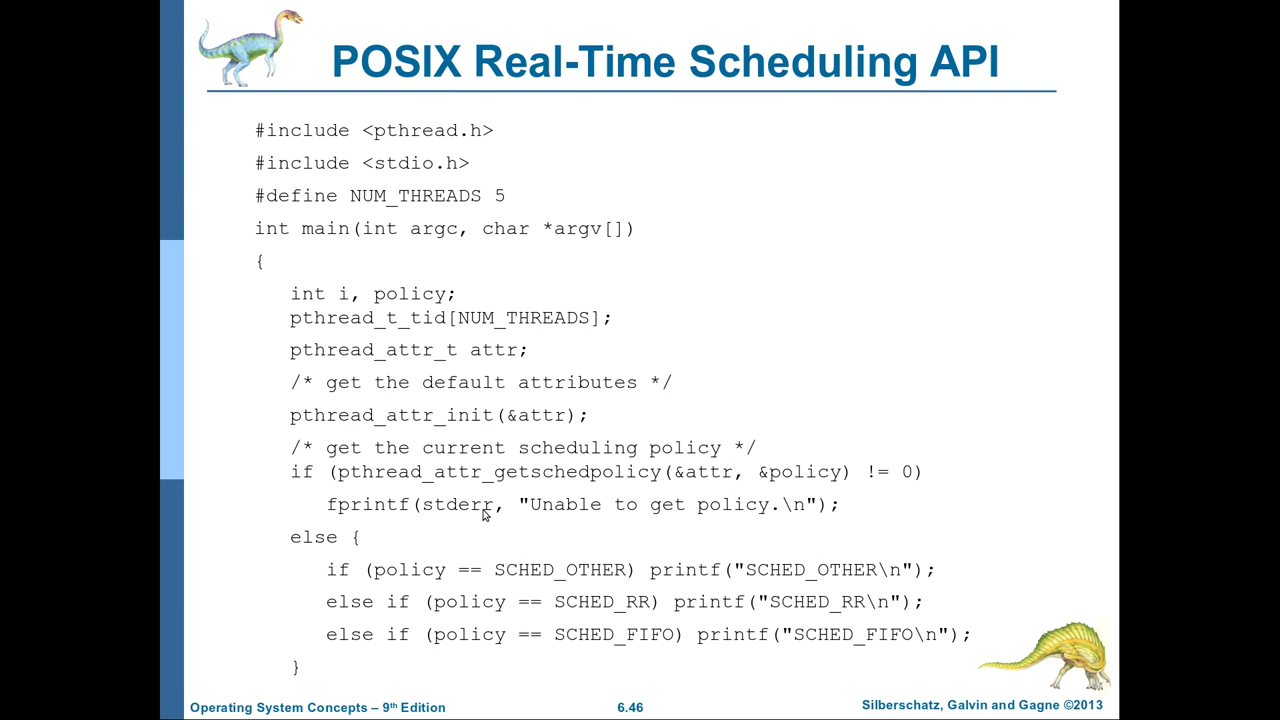 POSIX Real-Time Scheduling API
#include <pthread.h>
#include <stdio.h>
#define NUM_THREADS 5
int main(int argc, char *argv[])
{
int i, policy;
pthread_t_tid[NUM_THREADS];
pthread_attr_t attr;
/* get the default attributes */
pthread_attr_init(&attr);
/* get the current scheduling policy */
if (pthread_attr_getschedpolicy(&attr, &policy) != 0)
fprintf(stderr, "Unable to get policy.\n");
else {
if (policy == SCHED_OTHER) printf("SCHED_OTHER\n");
else if (policy == SCHED_RR) printf("SCHED_RR\n");
else if (policy == SCHED_FIFO) printf("SCHED_FIFO\n");
}
Operating System Concepts – 9th Edition
6.46
Silberschatz, Galvin and Gagne ©2013